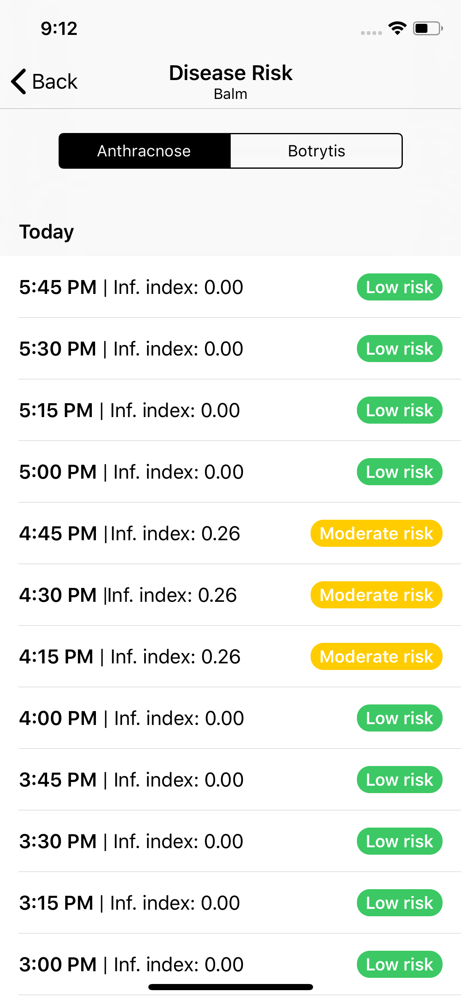 9:12
Back
Disease Risk
Balm
Anthracnose
Botrytis
Today
5:45 PM | Inf. index: 0.00 Low risk
5:30 PM | Inf. index: 0.00 Low risk
5:15 PM | Inf. index: 0.00 Low risk
5:00 PM | Inf. index: 0.00 Low risk
4:45 PM |Inf. index: 0.26 Moderate risk
4:30 PM |Inf. index: 0.26 Moderate risk
4:15 PM | Inf. index: 0.26 Moderate risk
4:00 PM | Inf. index: 0.00 Low risk
3:45 PM | Inf. index: 0.00 Low risk
3:30 PM | Inf. index: 0.00 Low risk
3:15 PM | Inf. index: 0.00 Low risk
3:00 PM | Inf. index: 0.00 Low risk